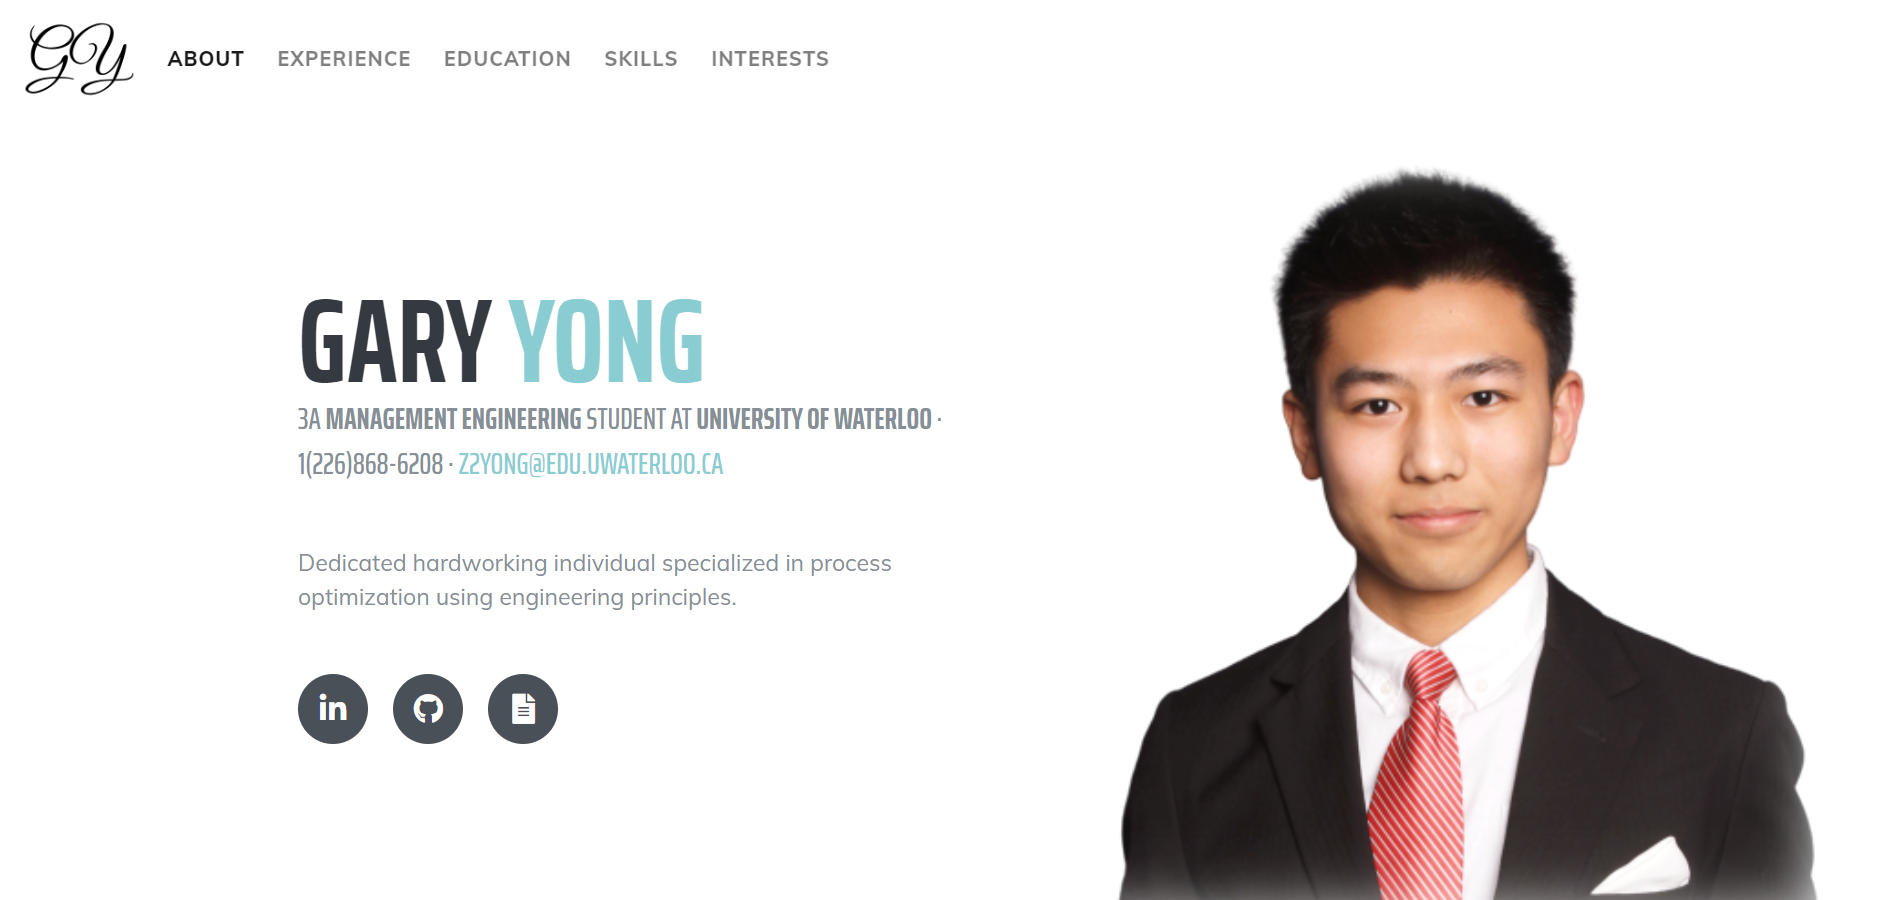 GY ABOUT EXPERIENCE EDUCATION SKILLS INTERESTS
GARY YONG
3A MANAGEMENT ENGINEERING STUDENT AT UNIVERSITY OF WATERLOO ·
1(226)868-6208 · Z2YONG@EDU.UWATERLOO.CA
Dedicated hardworking individual specialized in process
optimization using engineering principles.
in